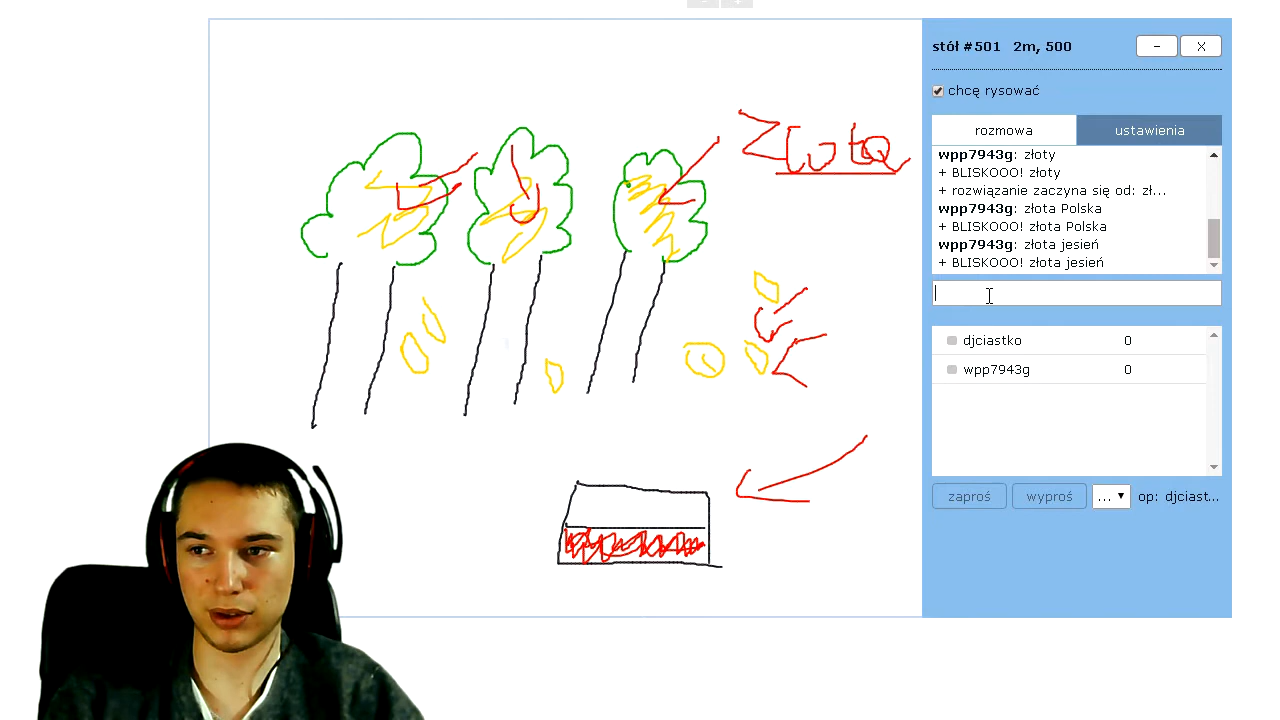 stół #501 2m, 500
– X
chcę rysować
rozmowa ustawienia
wpp7943g: złoty
+ BLISKOOO! złoty
+ rozwiązanie zaczyna się od: zł...
wpp7943g: złota Polska
+ BLISKOOO! złota Polska
wpp7943g: złota jesień
+ BLISKOOO! złota jesień
djciastko 0
wpp7943g 0
zaproś wyproś ... op: djciast...
Złota